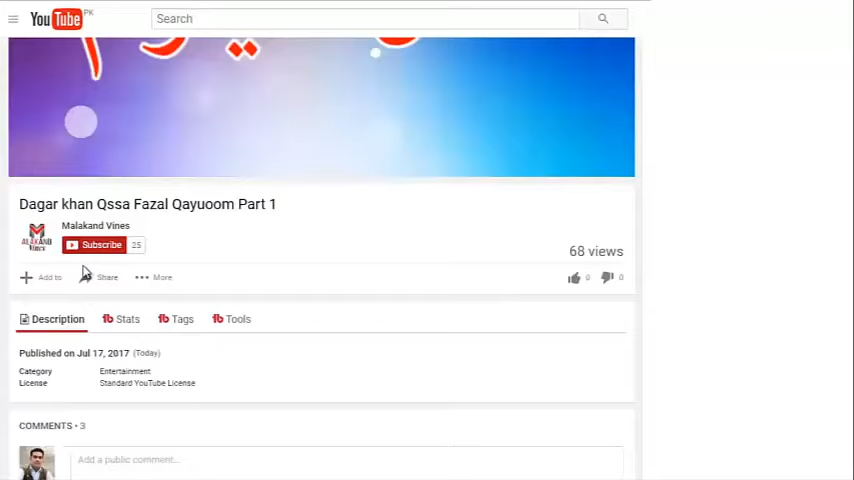 YouTube PK
Search
Dagar khan Qssa Fazal Qayuoom Part 1
Malakand Vines
Subscribe 25
68 views
Add to Share More 0 0
Description Stats Tags Tools
Published on Jul 17, 2017 (Today)
Category Entertainment
License Standard YouTube License
COMMENTS • 3
Add a public comment...